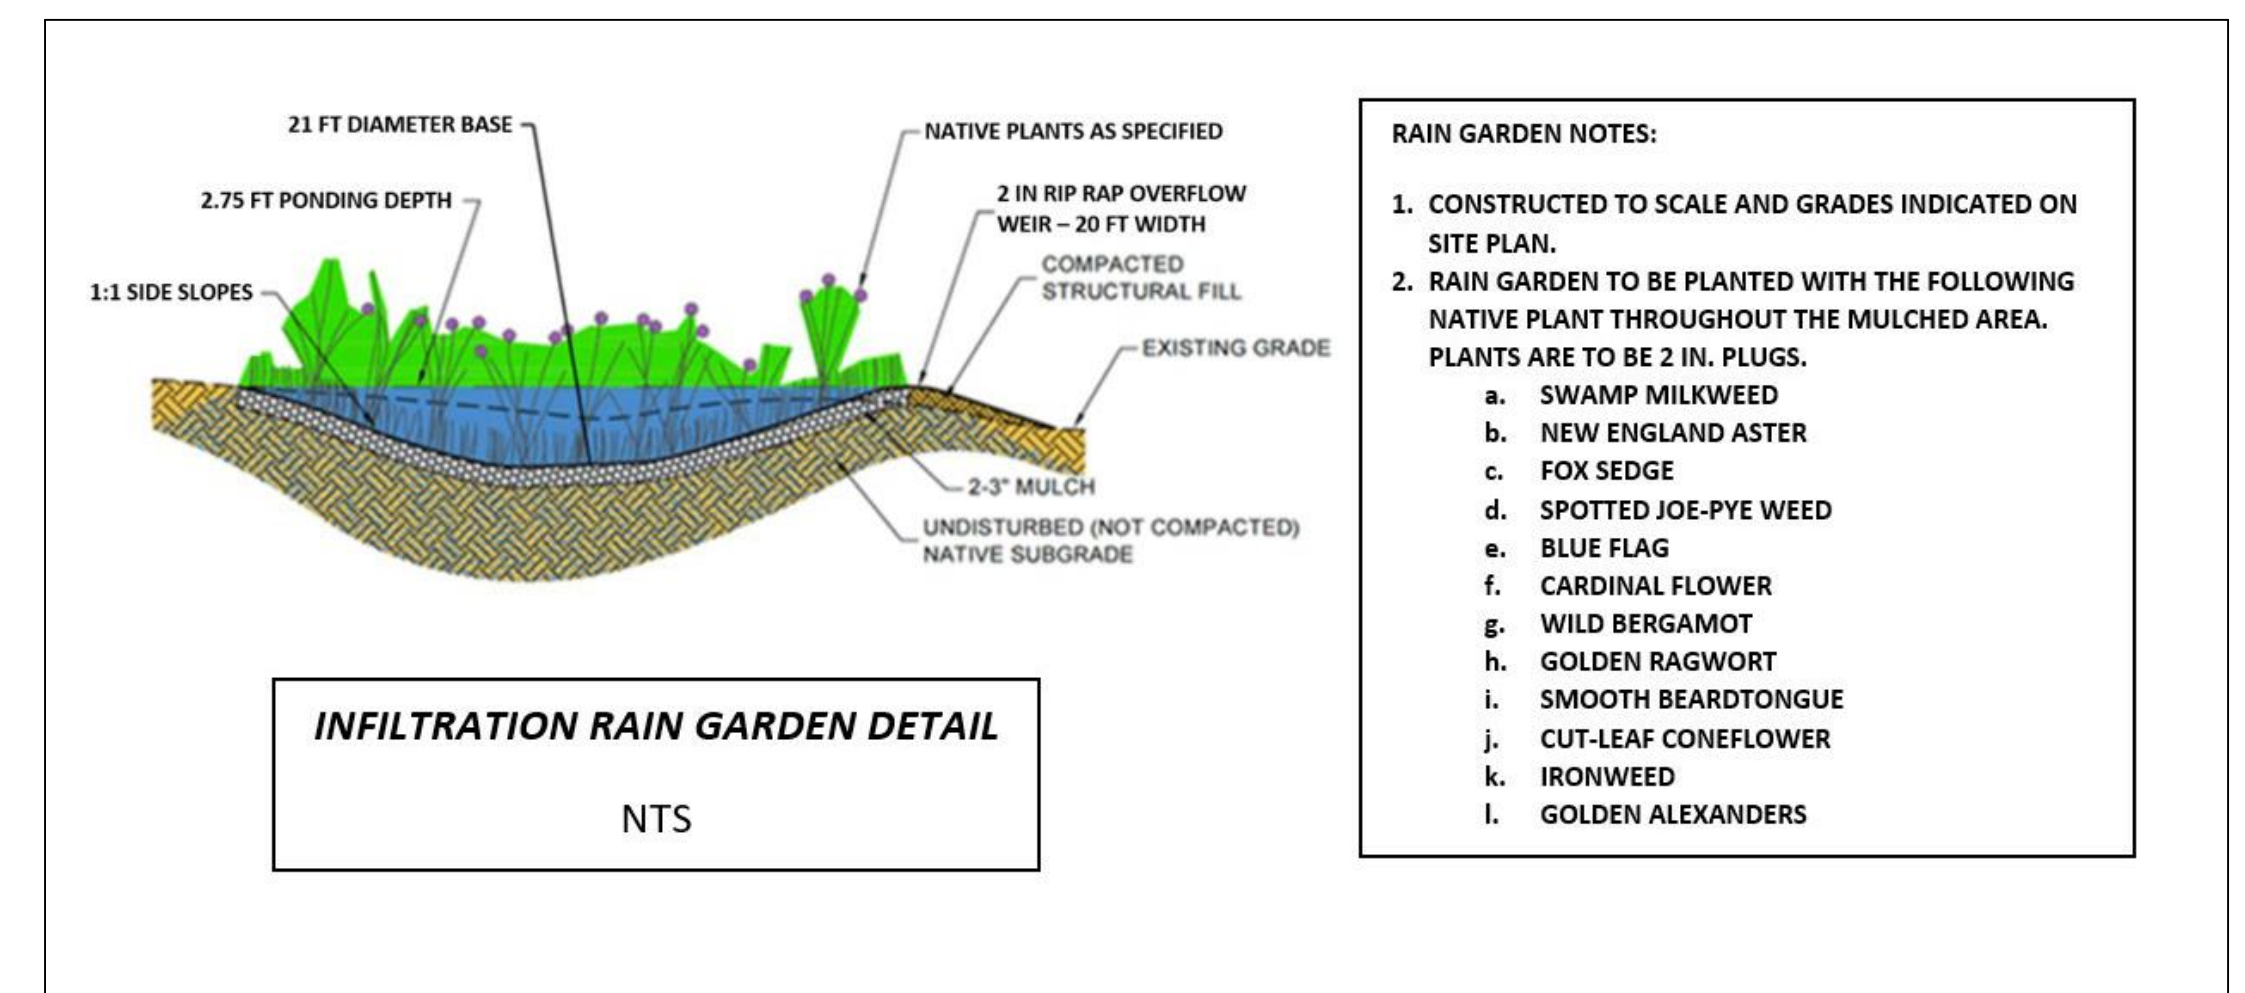 21 FT DIAMETER BASE
NATIVE PLANTS AS SPECIFIED
2.75 FT PONDING DEPTH
2 IN RIP RAP OVERFLOW
WEIR – 20 FT WIDTH
COMPACTED
STRUCTURAL FILL
1:1 SIDE SLOPES
EXISTING GRADE
2-3" MULCH
UNDISTURBED (NOT COMPACTED)
NATIVE SUBGRADE
INFILTRATION RAIN GARDEN DETAIL
NTS
RAIN GARDEN NOTES:
1. CONSTRUCTED TO SCALE AND GRADES INDICATED ON
SITE PLAN.
2. RAIN GARDEN TO BE PLANTED WITH THE FOLLOWING
NATIVE PLANT THROUGHOUT THE MULCHED AREA.
PLANTS ARE TO BE 2 IN. PLUGS.
a. SWAMP MILKWEED
b. NEW ENGLAND ASTER
c. FOX SEDGE
d. SPOTTED JOE-PYE WEED
e. BLUE FLAG
f. CARDINAL FLOWER
g. WILD BERGAMOT
h. GOLDEN RAGWORT
i. SMOOTH BEARDTONGUE
j. CUT-LEAF CONEFLOWER
k. IRONWEED
l. GOLDEN ALEXANDERS